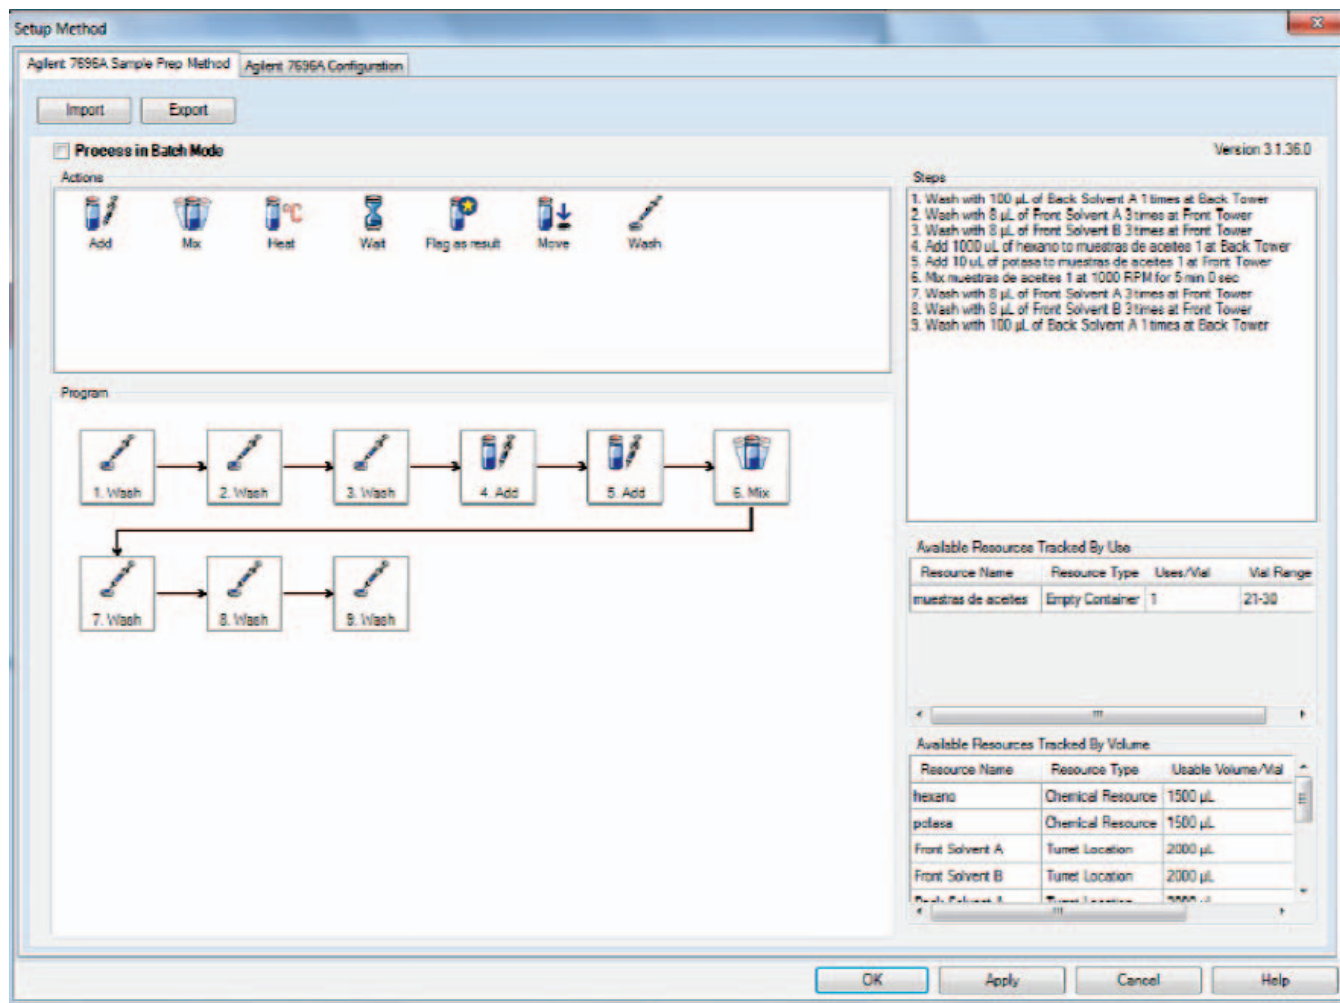 Setup Method
Agilent 7696A Sample Prep Method Agilent 7696A Configuration
Import Export
Process in Batch Mode
Version 3.1.36.0
Actions
Add Mix Heat Wait Flag as result Move Wash
°C
Steps
1. Wash with 100 µL of Back Solvent A 1 times at Back Tower
2. Wash with 8 µL of Front Solvent A 3 times at Front Tower
3. Wash with 8 µL of Front Solvent B 3 times at Front Tower
4. Add 1000 uL of hexano to muestras de aceites 1 at Back Tower
5. Add 10 uL of potasa to muestras de aceites 1 at Front Tower
6. Mix muestras de aceites 1 at 1000 RPM for 5 min 0 sec
7. Wash with 8 µL of Front Solvent A 3 times at Front Tower
8. Wash with 8 µL of Front Solvent B 3 times at Front Tower
9. Wash with 100 µL of Back Solvent A 1 times at Back Tower
Program
1. Wash 2. Wash 3. Wash 4. Add 5. Add 6. Mix
7. Wash 8. Wash 9. Wash
Available Resources Tracked By Use
Resource Name Resource Type Uses/Vial Vial Range
muestras de aceites Empty Container 1 21-30
Available Resources Tracked By Volume
Resource Name Resource Type Usable Volume/Vial
hexano Chemical Resource 1500 µL
potasa Chemical Resource 1500 µL
Front Solvent A Turret Location 2000 µL
Front Solvent B Turret Location 2000 µL
Back Solvent A Turret Location 2000 µL
OK Apply Cancel Help